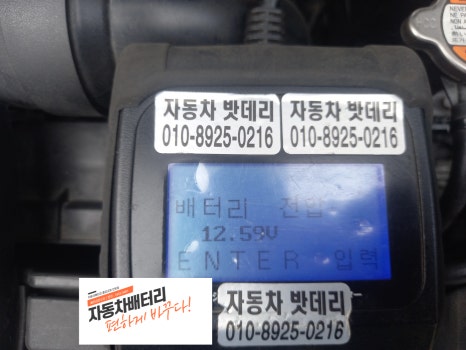 자동차 밧데리
010-8925-0216
자동차 밧데리
010-8925-0216
배터리 전압
12.59V
ENTER 입력
자동차배터리
편하게 바꾸다!
자동차 밧데리
010-8925-0216